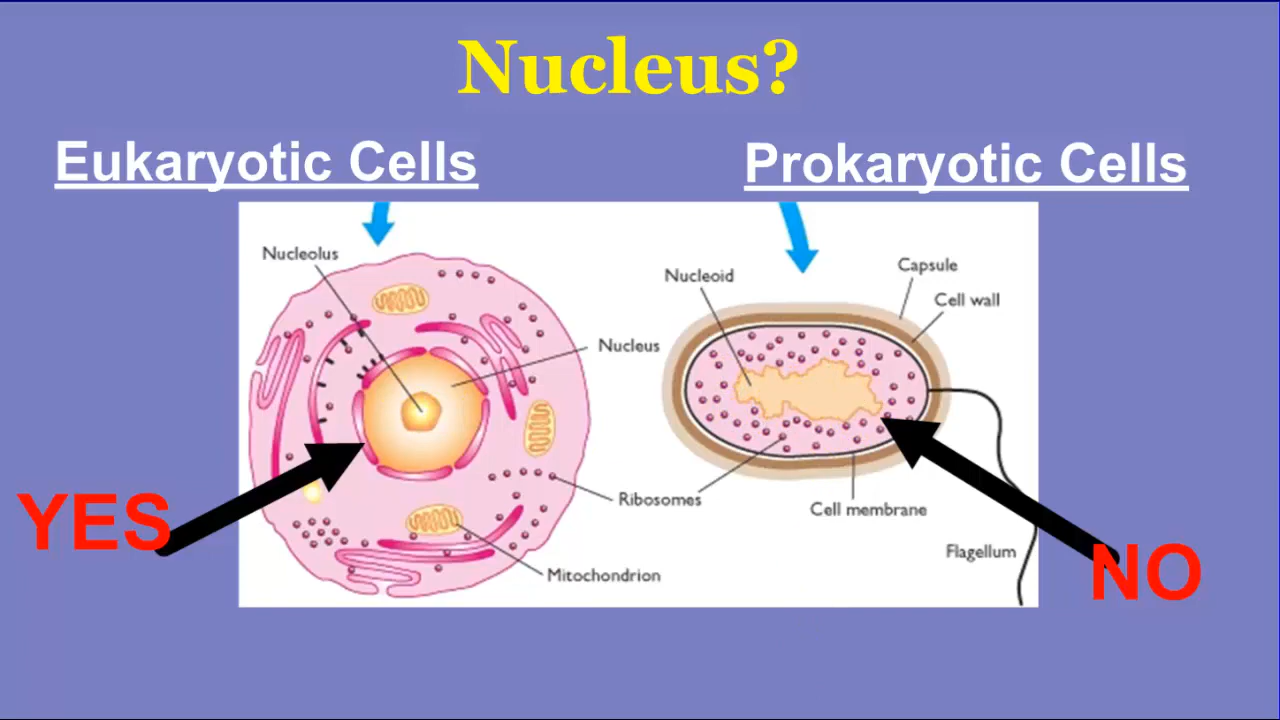 Nucleus?
Eukaryotic Cells
Prokaryotic Cells
Nucleolus
Nucleus
Nucleoid
Capsule
Cell wall
Ribosomes
Cell membrane
Mitochondrion
Flagellum
YES
NO